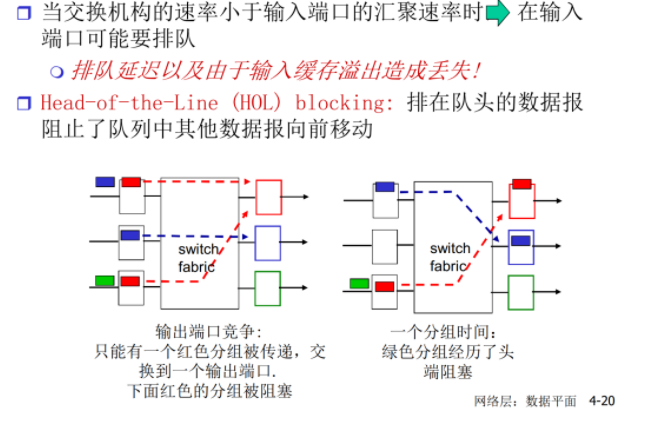 当交换机构的速率小于输入端口的汇聚速率时 在输入
端口可能要排队
排队延迟以及由于输入缓存溢出造成丢失!
Head-of-the-Line (HOL) blocking: 排在队头的数据报
阻止了队列中其他数据报向前移动
switch
fabric
switch
fabric
输出端口竞争:
只能有一个红色分组被传递，交
换到一个输出端口.
下面红色的分组被阻塞
一个分组时间:
绿色分组经历了头
端阻塞
网络层: 数据平面 4-20